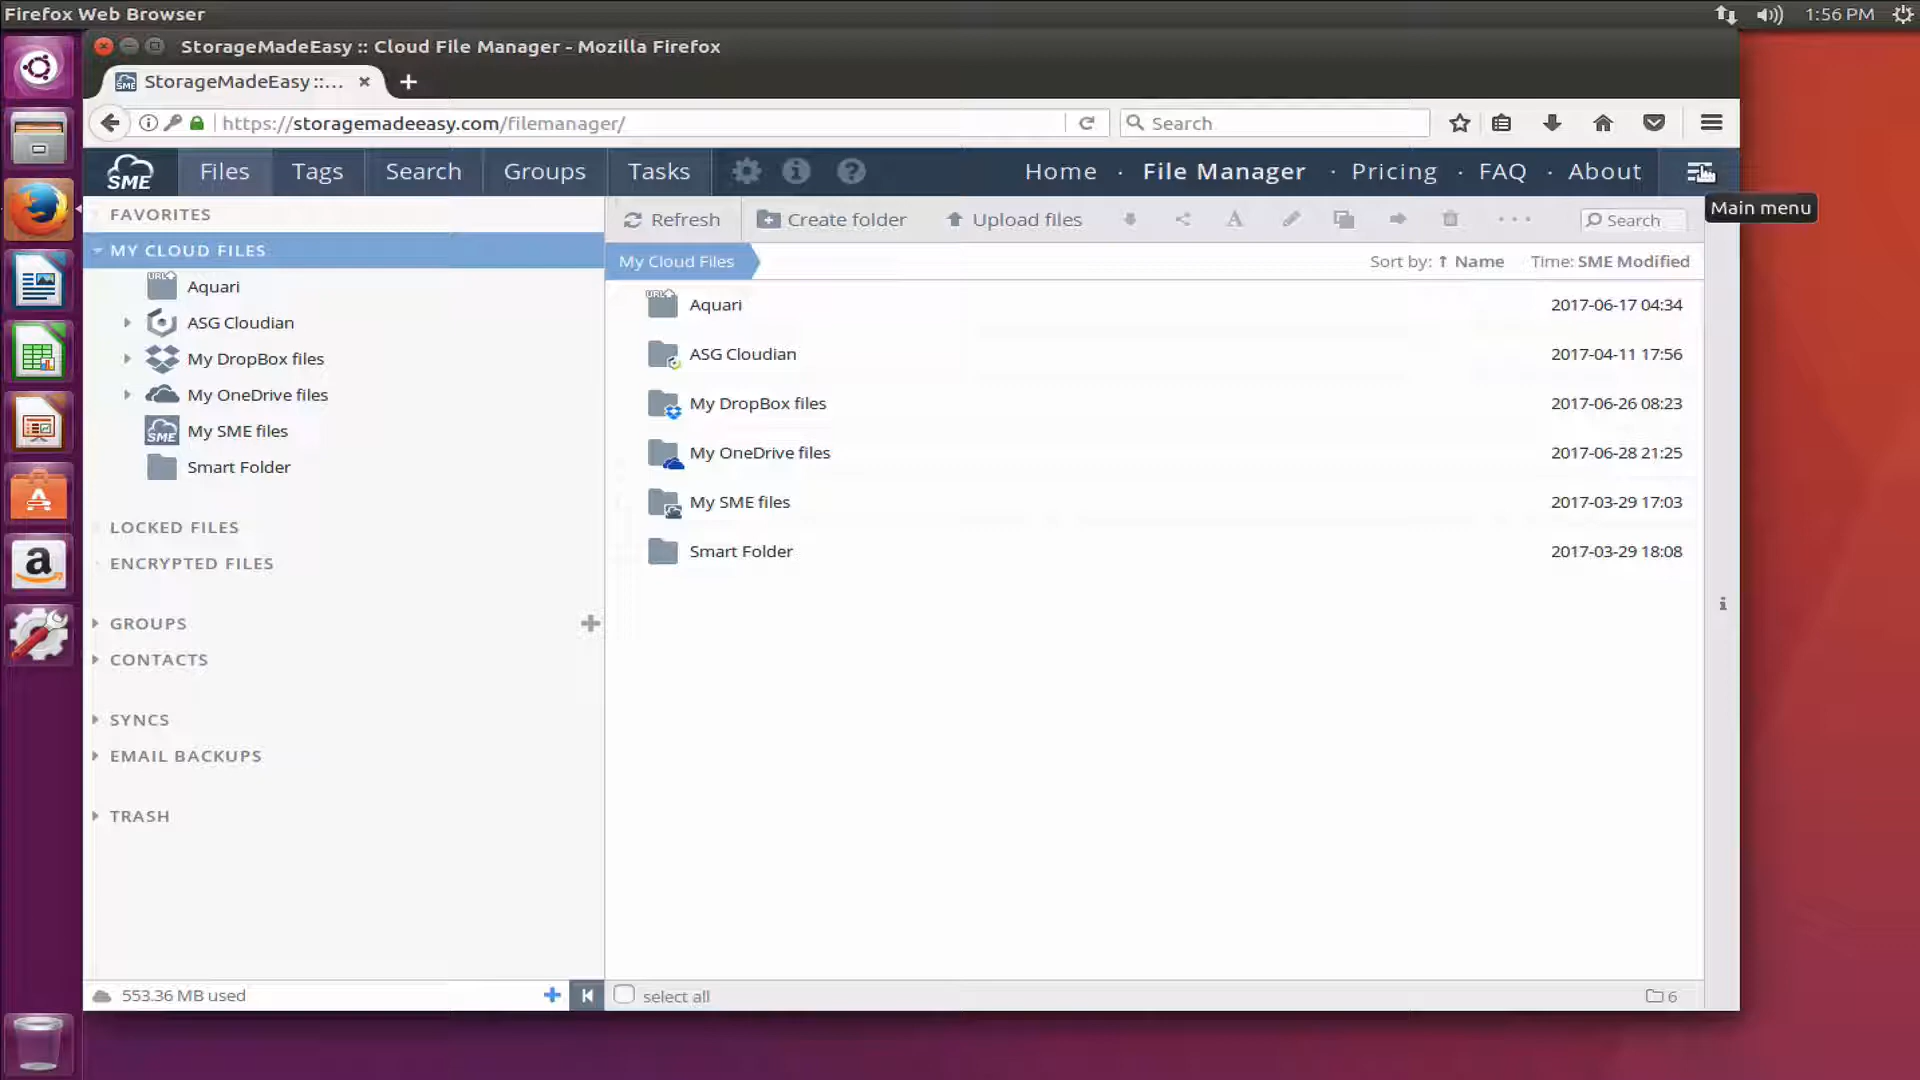 Firefox Web Browser
1:56 PM
StorageMadeEasy :: Cloud File Manager - Mozilla Firefox
StorageMadeEasy ::...
https://storagemadeeasy.com/filemanager/
Search
SME
Files
Tags
Search
Groups
Tasks
Home · File Manager · Pricing · FAQ · About
Main menu
FAVORITES
MY CLOUD FILES
URL
Aquari
ASG Cloudian
My DropBox files
My OneDrive files
SME
My SME files
Smart Folder
LOCKED FILES
ENCRYPTED FILES
GROUPS
CONTACTS
SYNCS
EMAIL BACKUPS
TRASH
553.36 MB used
Refresh
Create folder
Upload files
Search
My Cloud Files
Sort by: ↑ Name
Time: SME Modified
URL
Aquari 2017-06-17 04:34
ASG Cloudian 2017-04-11 17:56
My DropBox files 2017-06-26 08:23
My OneDrive files 2017-06-28 21:25
My SME files 2017-03-29 17:03
Smart Folder 2017-03-29 18:08
select all
6